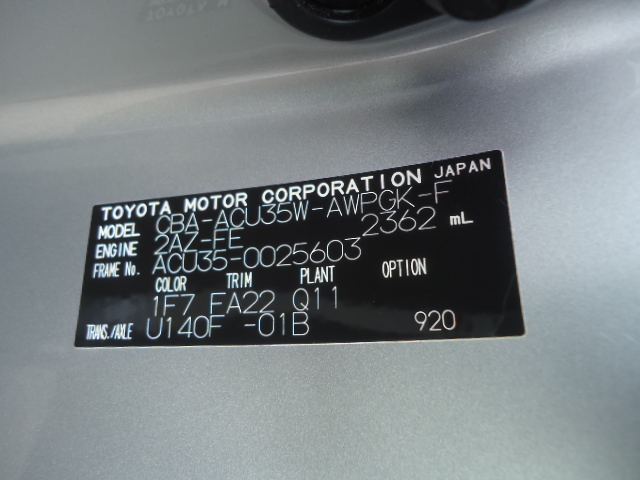 TOYOTA MOTOR CORPORATION JAPAN
MODEL CBA-ACU35W-AWPGK-F
ENGINE 2AZ-FE 2362 mL
FRAME No. ACU35-0025603
COLOR TRIM PLANT OPTION
1F7 FA22 Q11
TRANS./AXLE U140F -01B 920